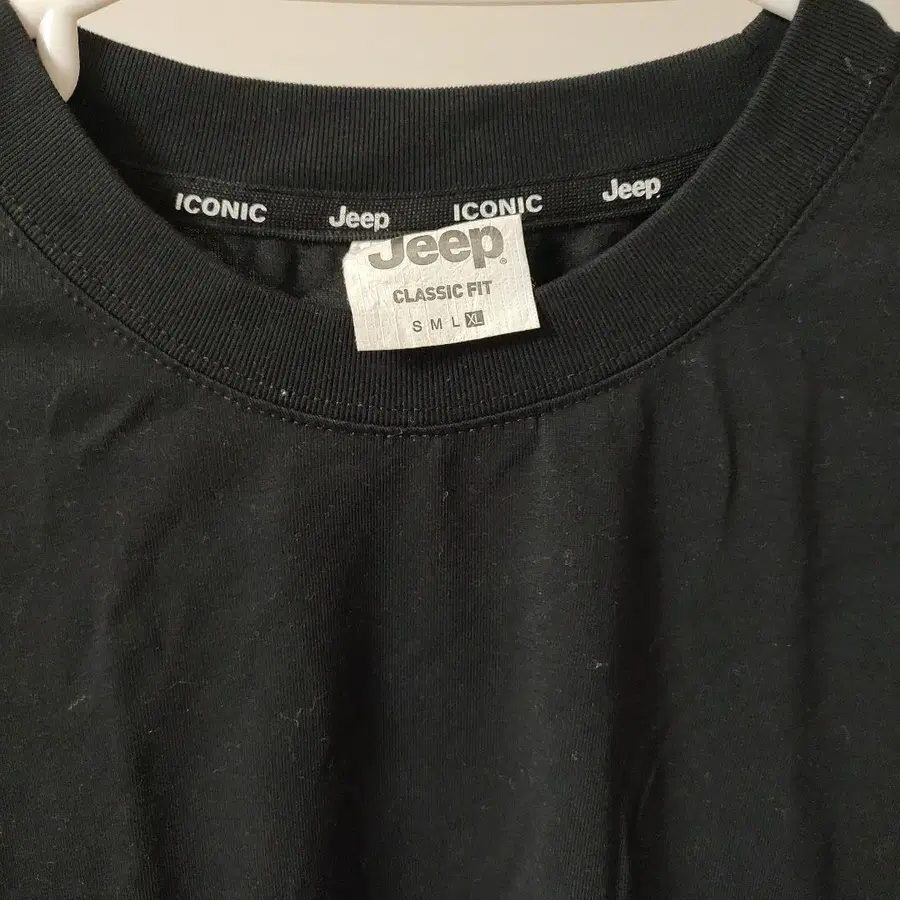 ICONIC Jeep ICONIC Jeep
Jeep®
CLASSIC FIT
S M L XL